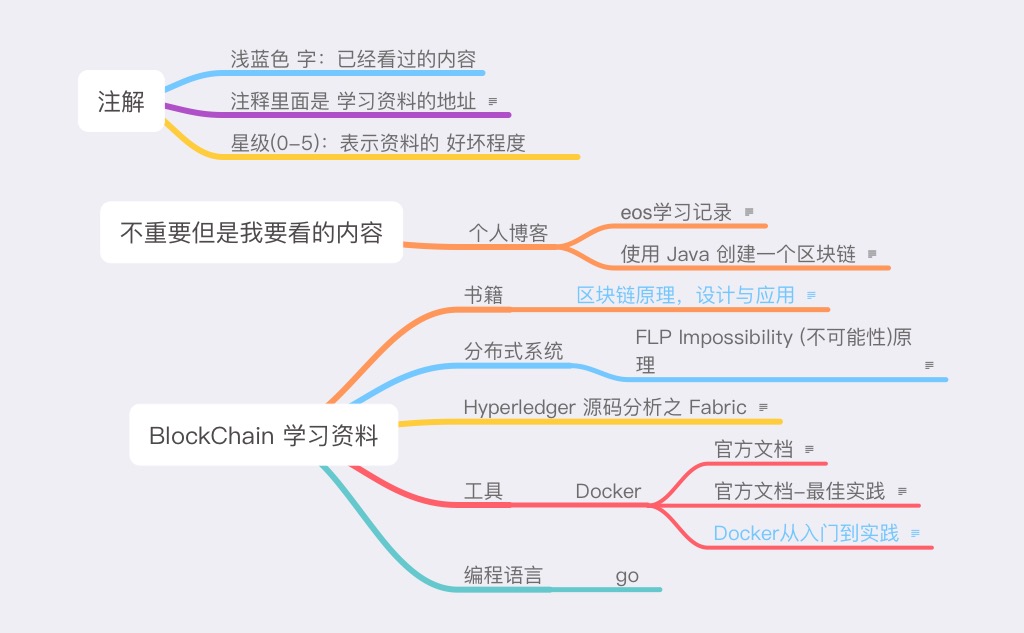 注解
浅蓝色 字：已经看过的内容
注释里面是 学习资料的地址
星级(0-5)：表示资料的 好坏程度
不重要但是我要看的内容
个人博客
eos学习记录
使用 Java 创建一个区块链
BlockChain 学习资料
书籍
区块链原理，设计与应用
分布式系统
FLP Impossibility (不可能性)原
理
Hyperledger 源码分析之 Fabric
工具
Docker
官方文档
官方文档-最佳实践
Docker从入门到实践
编程语言
go